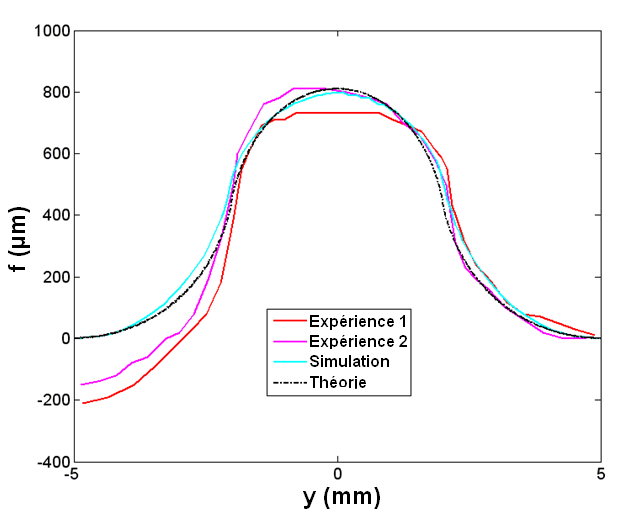 1000
800
600
400
200
0
-200
-400
f (µm)
Expérience 1
Expérience 2
Simulation
Théorie
-5
0
5
y (mm)